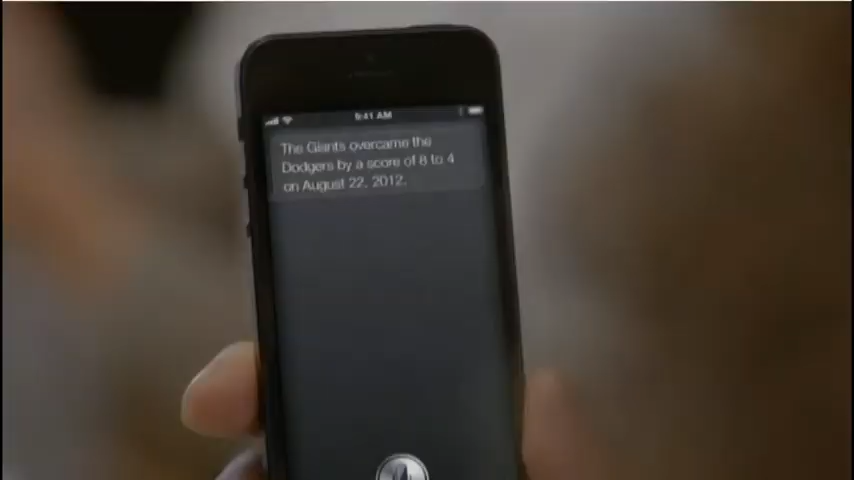 9:41 AM
The Giants overcame the
Dodgers by a score of 8 to 4
on August 22, 2012.